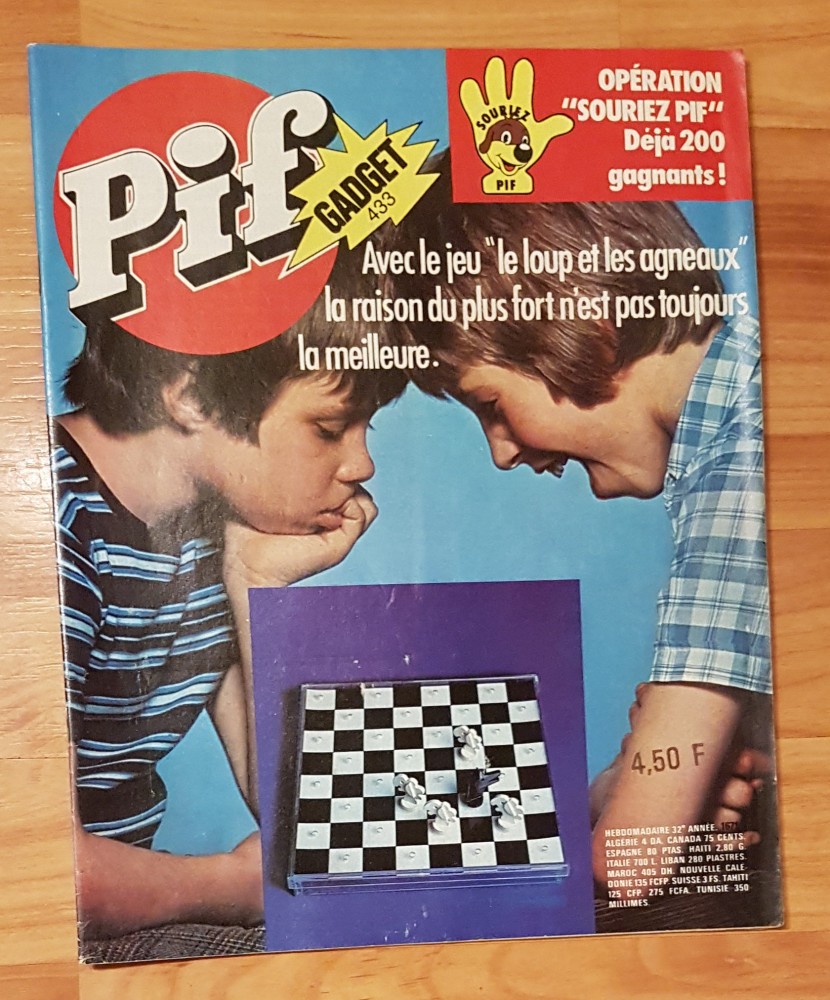 Pif
GADGET
433
SOURIEZ
PIF
OPÉRATION
"SOURIEZ PIF"
Déjà 200
gagnants!
Avec le jeu "le loup et les agneaux"
la raison du plus fort n'est pas toujours
la meilleure.
4,50 F
HEBDOMADAIRE 32e ANNÉE.
ALGÉRIE 4 DA. CANADA 75 CENTS.
ESPAGNE 80 PTAS. HAITI 2,80 G.
ITALIE 700 L. LIBAN 280 PIASTRES.
MAROC 405 DH. NOUVELLE CALÉ-
DONIE 135 FCFP. SUISSE 3 FS. TAHITI
125 CFP. 275 FCFA. TUNISIE 350
MILLIMES.